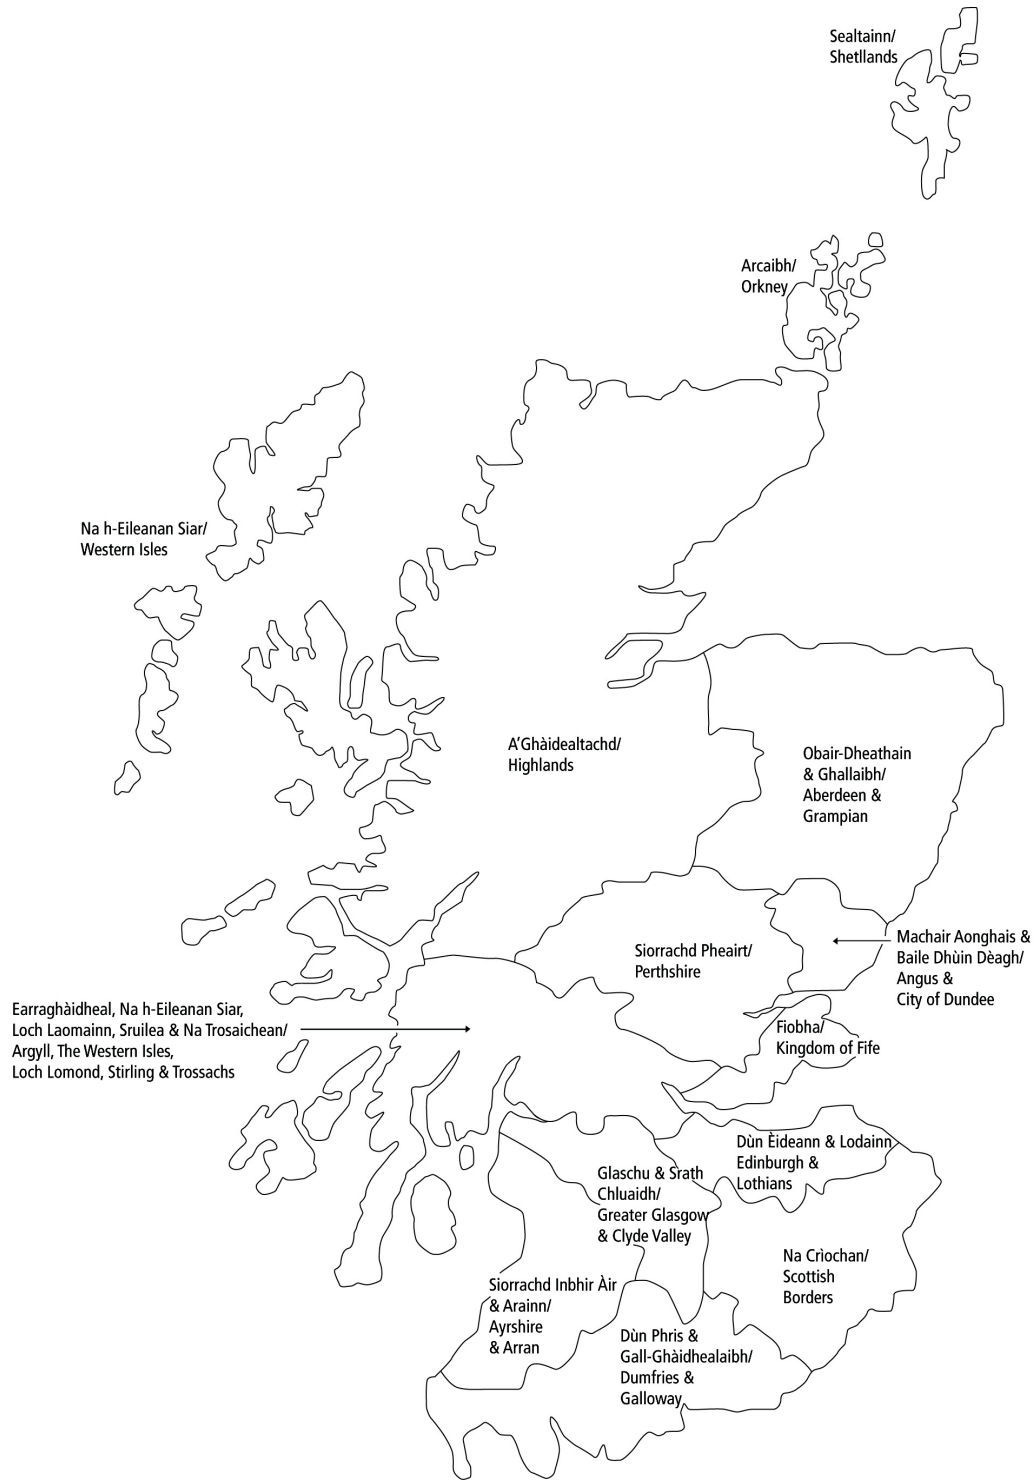 Sealtainn/
Shetllands
Arcaibh/
Orkney
Na h-Eileanan Siar/
Western Isles
A'Ghàidealtachd/
Highlands
Obair-Dheathain
& Ghallaibh/
Aberdeen &
Grampian
Siorrachd Pheairt/
Perthshire
Machair Aonghais &
Baile Dhùin Dèagh/
Angus &
City of Dundee
Earraghàidheal, Na h-Eileanan Siar,
Loch Laomainn, Sruilea & Na Trosaichean/
Argyll, The Western Isles,
Loch Lomond, Stirling & Trossachs
Fiobha/
Kingdom of Fife
Dùn Èideann & Lodainn
Edinburgh &
Lothians
Glaschu & Srath
Chluaidh/
Greater Glasgow
& Clyde Valley
Na Crìochan/
Scottish
Borders
Siorrachd Inbhir Àir
& Arainn/
Ayrshire
& Arran
Dùn Phris &
Gall-Ghàidhealaibh/
Dumfries &
Galloway